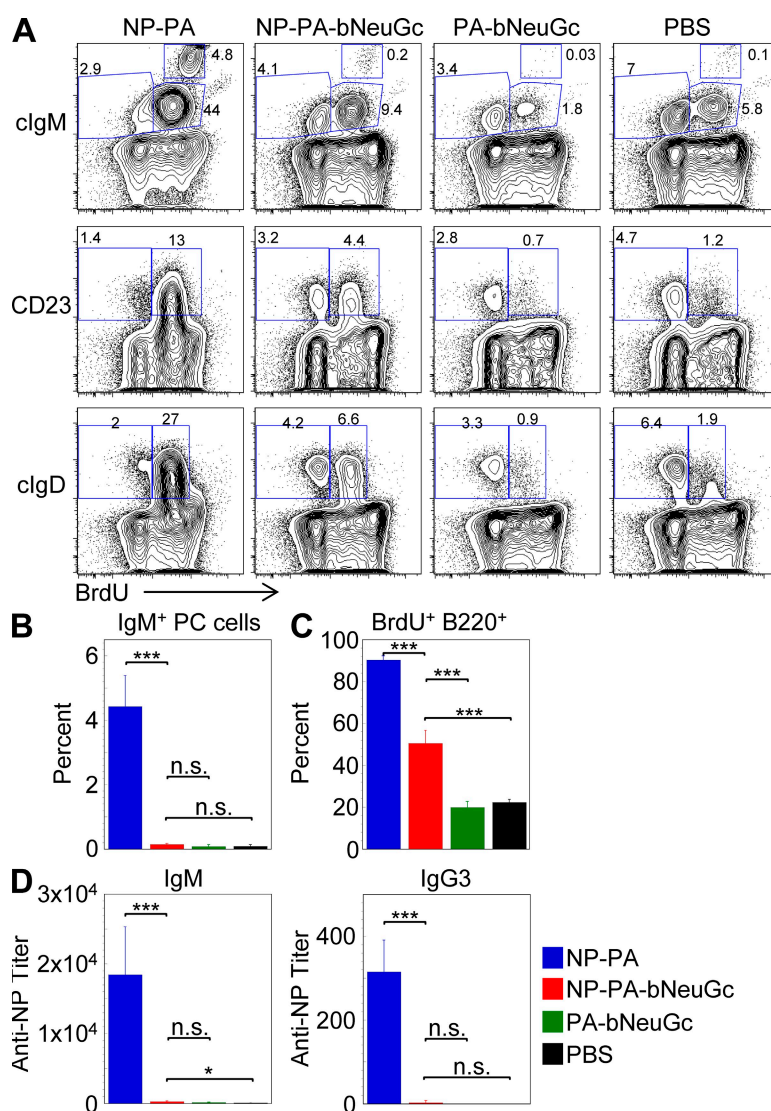 A
NP-PA NP-PA-bNeuGc PA-bNeuGc PBS
cIgM
2.9 4.8 44
4.1 0.2 9.4
3.4 0.03 1.8
7 0.1 5.8
CD23
1.4 13
3.2 4.4
2.8 0.7
4.7 1.2
cIgD
2 27
4.2 6.6
3.3 0.9
6.4 1.9
BrdU
B IgM⁺ PC cells
Percent
6
4
2
0
***
n.s.
n.s.
C BrdU⁺ B220⁺
Percent
100
80
60
40
20
0
***
***
***
D IgM
Anti-NP Titer
3x10⁴
2x10⁴
1x10⁴
0
***
n.s.
*
IgG3
Anti-NP Titer
400
200
0
***
n.s.
n.s.
NP-PA
NP-PA-bNeuGc
PA-bNeuGc
PBS